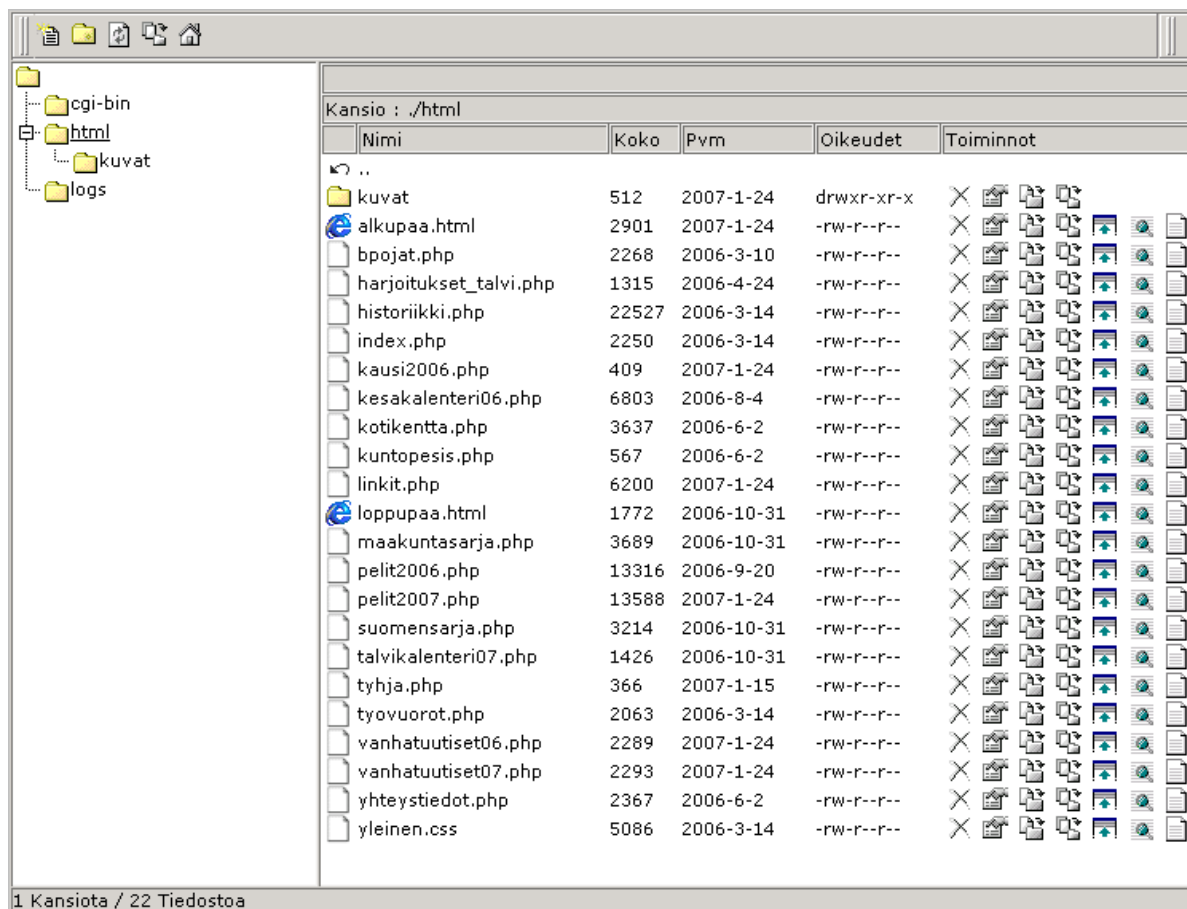 cgi-bin
html
kuvat
logs
Kansio : ./html
Nimi Koko Pvm Oikeudet Toiminnot
..
kuvat 512 2007-1-24 drwxr-xr-x
alkupaa.html 2901 2007-1-24 -rw-r--r--
bpojat.php 2268 2006-3-10 -rw-r--r--
harjoitukset_talvi.php 1315 2006-4-24 -rw-r--r--
historiikki.php 22527 2006-3-14 -rw-r--r--
index.php 2250 2006-3-14 -rw-r--r--
kausi2006.php 409 2007-1-24 -rw-r--r--
kesakalenteri06.php 6803 2006-8-4 -rw-r--r--
kotikentta.php 3637 2006-6-2 -rw-r--r--
kuntopesis.php 567 2006-6-2 -rw-r--r--
linkit.php 6200 2007-1-24 -rw-r--r--
loppupaa.html 1772 2006-10-31 -rw-r--r--
maakuntasarja.php 3689 2006-10-31 -rw-r--r--
pelit2006.php 13316 2006-9-20 -rw-r--r--
pelit2007.php 13588 2007-1-24 -rw-r--r--
suomensarja.php 3214 2006-10-31 -rw-r--r--
talvikalenteri07.php 1426 2006-10-31 -rw-r--r--
tyhja.php 366 2007-1-15 -rw-r--r--
tyovuorot.php 2063 2006-3-14 -rw-r--r--
vanhatuutiset06.php 2289 2007-1-24 -rw-r--r--
vanhatuutiset07.php 2293 2007-1-24 -rw-r--r--
yhteystiedot.php 2367 2006-6-2 -rw-r--r--
yleinen.css 5086 2006-3-14 -rw-r--r--
1 Kansiota / 22 Tiedostoa